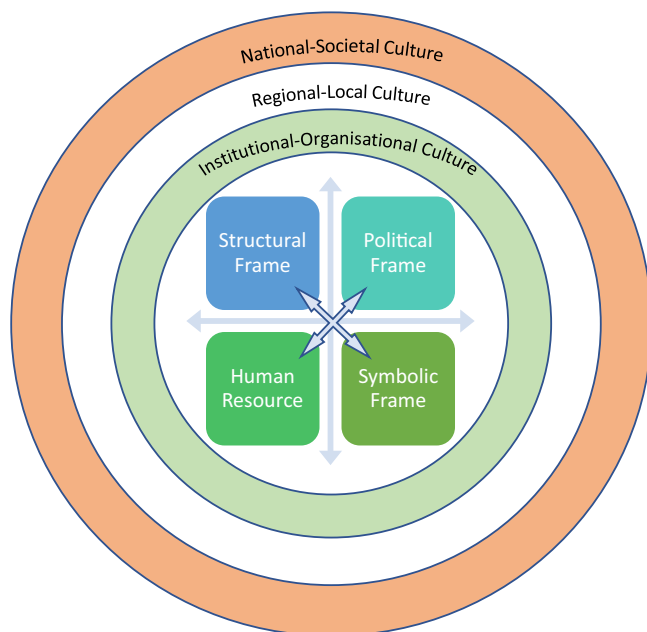 National-Societal Culture
Regional-Local Culture
Institutional-Organisational Culture
Structural
Frame
Political
Frame
Human
Resource
Symbolic
Frame